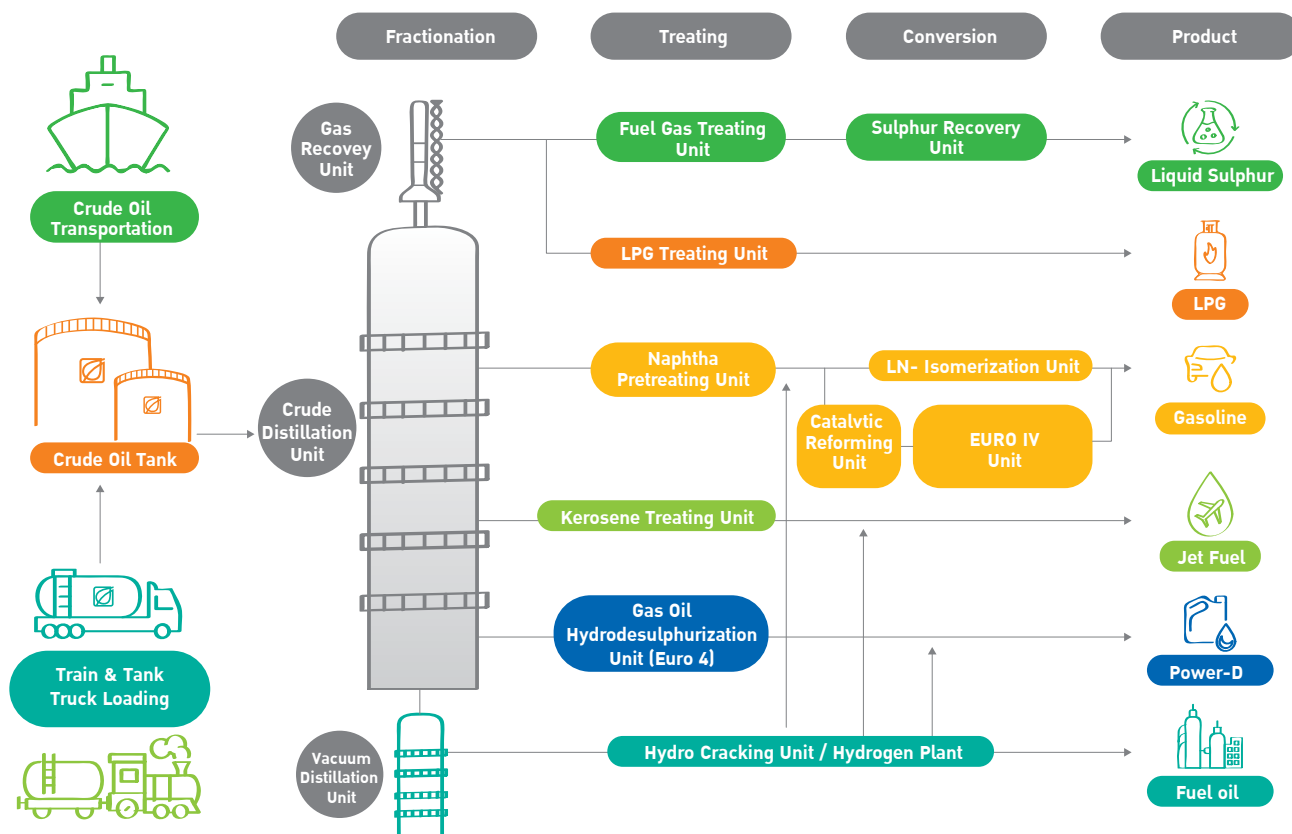 Fractionation
Treating
Conversion
Product
Gas
Recovey
Unit
Fuel Gas Treating
Unit
Sulphur Recovery
Unit
Liquid Sulphur
Crude Oil
Transportation
LPG Treating Unit
LPG
Naphtha
Pretreating Unit
LN- Isomerization Unit
Gasoline
Crude
Distillation
Unit
Catalvtic
Reforming
Unit
EURO IV
Unit
Crude Oil Tank
Kerosene Treating Unit
Jet Fuel
Gas Oil
Hydrodesulphurization
Unit (Euro 4)
Power-D
Train & Tank
Truck Loading
Vacuum
Distillation
Unit
Hydro Cracking Unit / Hydrogen Plant
Fuel oil